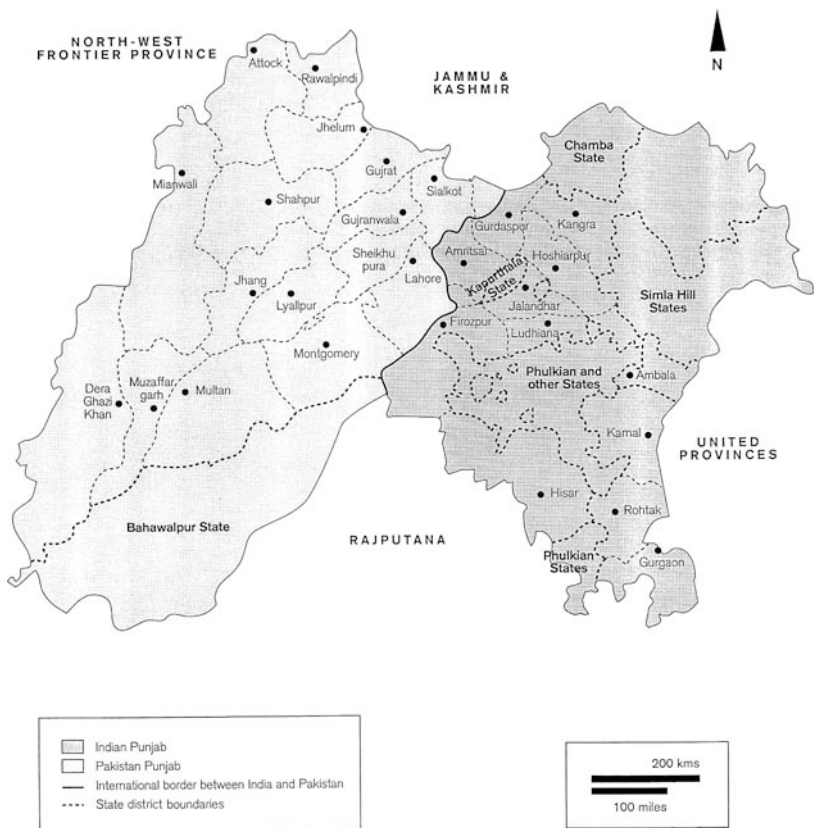 NORTH-WEST
FRONTIER PROVINCE
Attock
Rawalpindi
JAMMU &
KASHMIR
N
Jhelum
Gujrat
Mianwali
Sialkot
Shahpur
Gujranwala
Chamba
State
Gurdaspor
Kangra
Sheikhu
pura
Lahore
Amritsar
Hoshiarpur
Kapurthala
State
Jhang
Lyallpur
Jalandhar
Simla Hill
States
Firozpur
Ludhiana
Montgomery
Phulkian and
other States
Ambala
Dera
Ghazi
Khan
Muzaffar
garh
Multan
Karnal
UNITED
PROVINCES
Hisar
Rohtak
Bahawalpur State
RAJPUTANA
Phulkian
States
Gurgaon
Indian Punjab
Pakistan Punjab
International border between India and Pakistan
State district boundaries
200 kms
100 miles